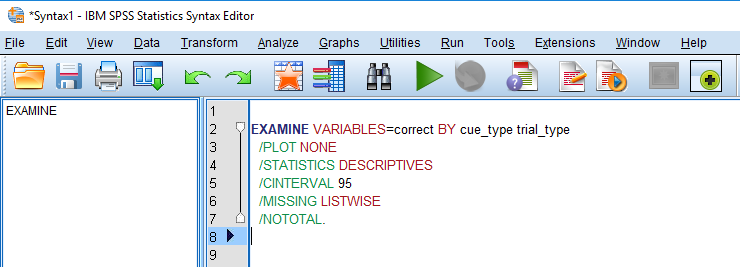 *Syntax1 - IBM SPSS Statistics Syntax Editor
File Edit View Data Transform Analyze Graphs Utilities Run Tools Extensions Window Help
EXAMINE
1
2 EXAMINE VARIABLES=correct BY cue_type trial_type
3 /PLOT NONE
4 /STATISTICS DESCRIPTIVES
5 /CINTERVAL 95
6 /MISSING LISTWISE
7 /NOTOTAL.
8
9